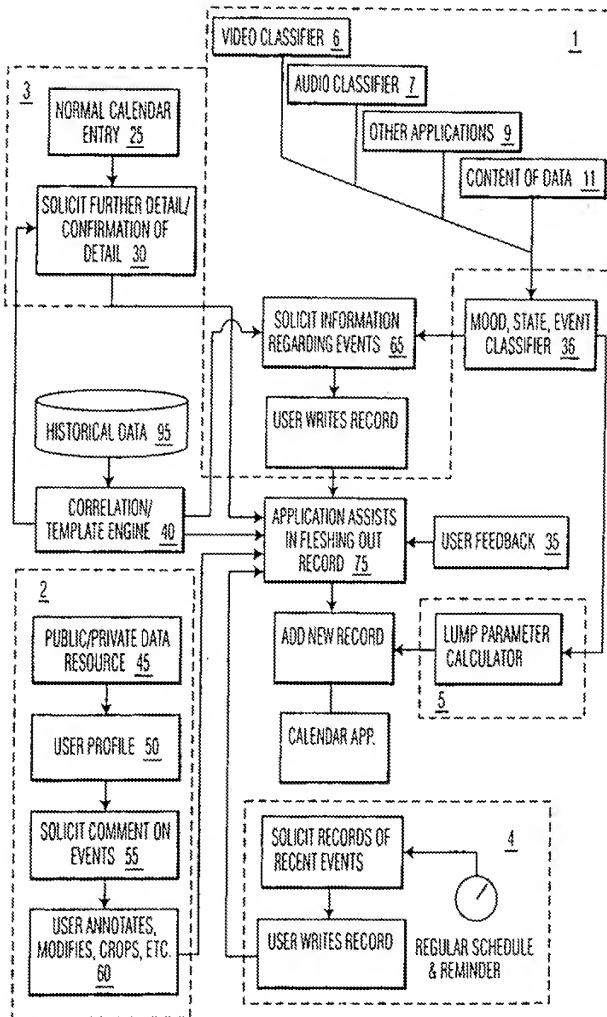 VIDEO CLASSIFIER 6
1
AUDIO CLASSIFIER 7
OTHER APPLICATIONS 9
CONTENT OF DATA 11
3
NORMAL CALENDAR
ENTRY 25
SOLICIT FURTHER DETAIL/
CONFIRMATION OF
DETAIL 30
SOLICIT INFORMATION
REGARDING EVENTS 65
MOOD, STATE, EVENT
CLASSIFIER 36
USER WRITES RECORD
HISTORICAL DATA 95
CORRELATION/
TEMPLATE ENGINE 40
APPLICATION ASSISTS
IN FLESHING OUT
RECORD 75
USER FEEDBACK 35
2
PUBLIC/PRIVATE DATA
RESOURCE 45
ADD NEW RECORD
LUMP PARAMETER
CALCULATOR
5
USER PROFILE 50
CALENDAR APP.
SOLICIT COMMENT ON
EVENTS 55
SOLICIT RECORDS OF
RECENT EVENTS
4
USER ANNOTATES,
MODIFIES, CROPS, ETC.
60
USER WRITES RECORD
REGULAR SCHEDULE
& REMINDER